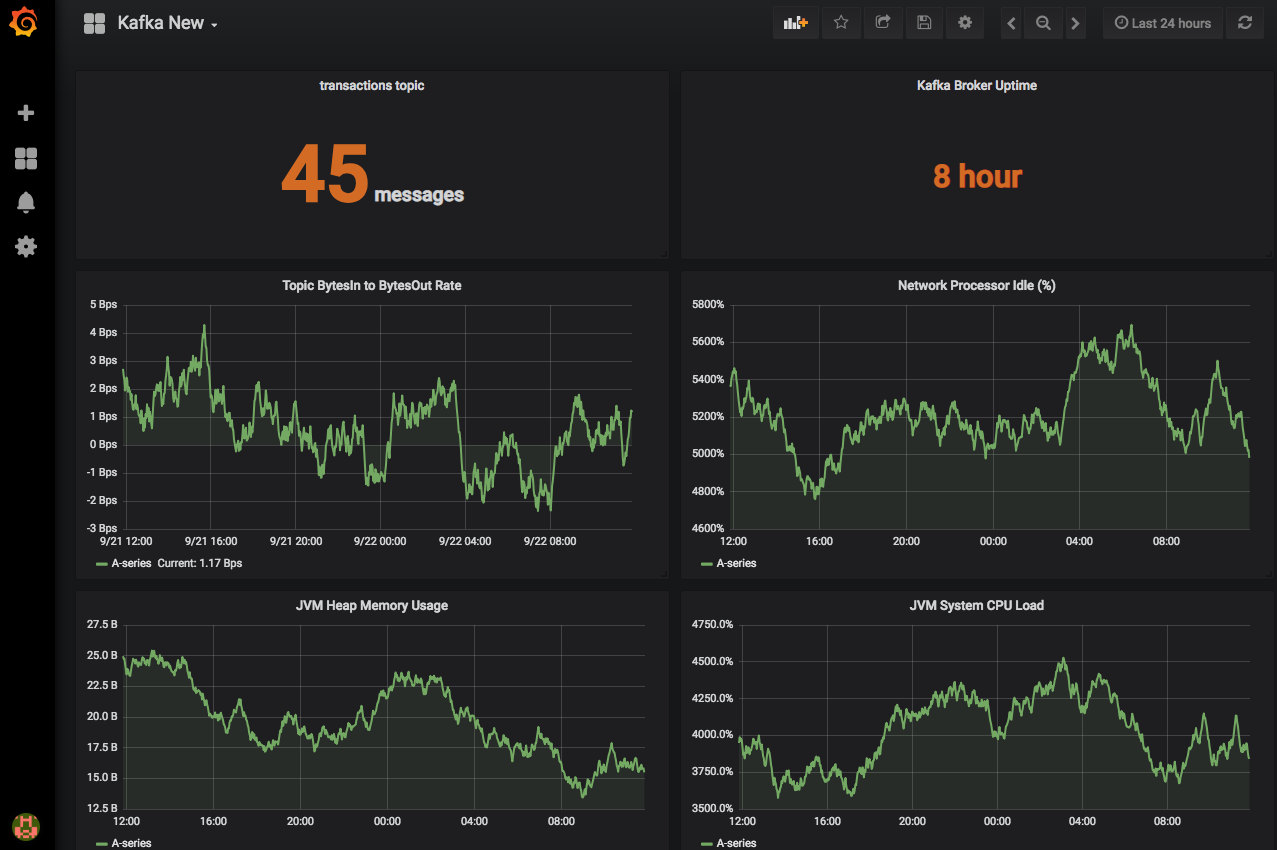 Kafka New
Last 24 hours
transactions topic
45 messages
Kafka Broker Uptime
8 hour
Topic BytesIn to BytesOut Rate
5 Bps
4 Bps
3 Bps
2 Bps
1 Bps
0 Bps
-1 Bps
-2 Bps
-3 Bps
9/21 12:00 9/21 16:00 9/21 20:00 9/22 00:00 9/22 04:00 9/22 08:00
A-series Current: 1.17 Bps
Network Processor Idle (%)
5800%
5600%
5400%
5200%
5000%
4800%
4600%
12:00 16:00 20:00 00:00 04:00 08:00
A-series
JVM Heap Memory Usage
27.5 B
25.0 B
22.5 B
20.0 B
17.5 B
15.0 B
12.5 B
12:00 16:00 20:00 00:00 04:00 08:00
A-series
JVM System CPU Load
4750.0%
4500.0%
4250.0%
4000.0%
3750.0%
3500.0%
12:00 16:00 20:00 00:00 04:00 08:00
A-series